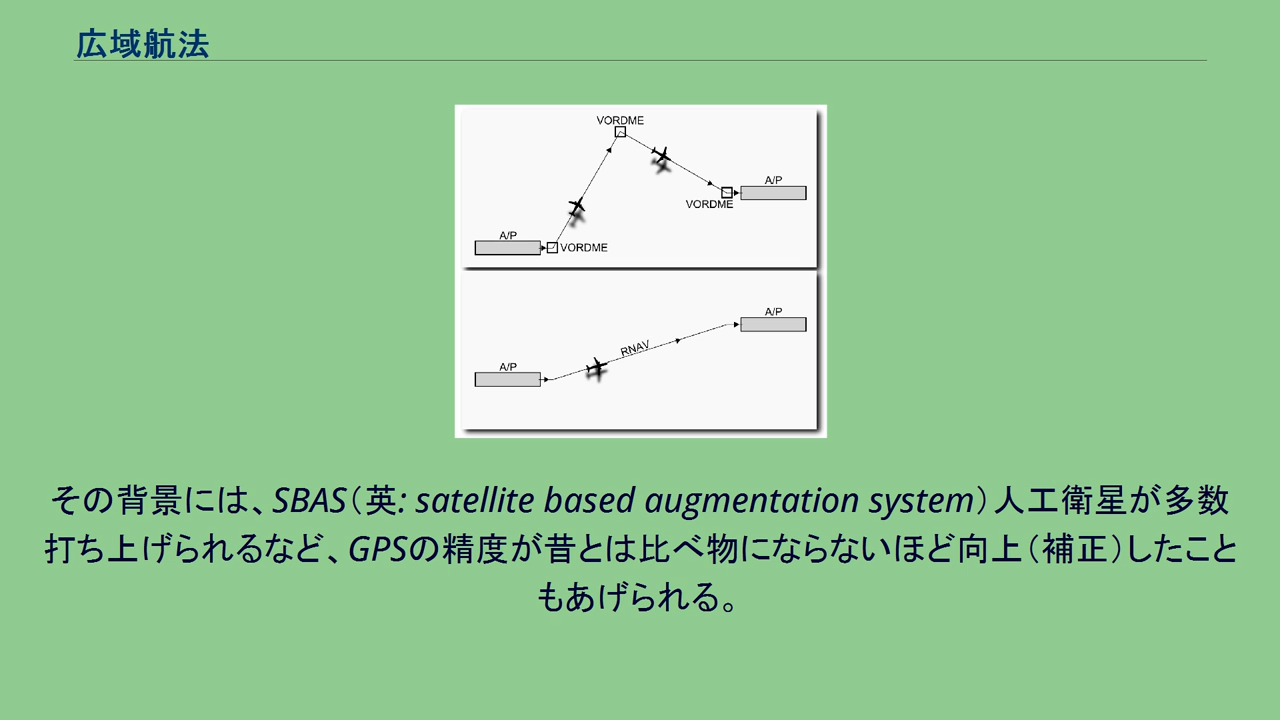 広域航法
VORDME
A/P
VORDME
A/P
VORDME
A/P
RNAV
A/P
その背景には、SBAS（英: satellite based augmentation system）人工衛星が多数
打ち上げられるなど、GPSの精度が昔とは比べ物にならないほど向上（補正）したこと
もあげられる。